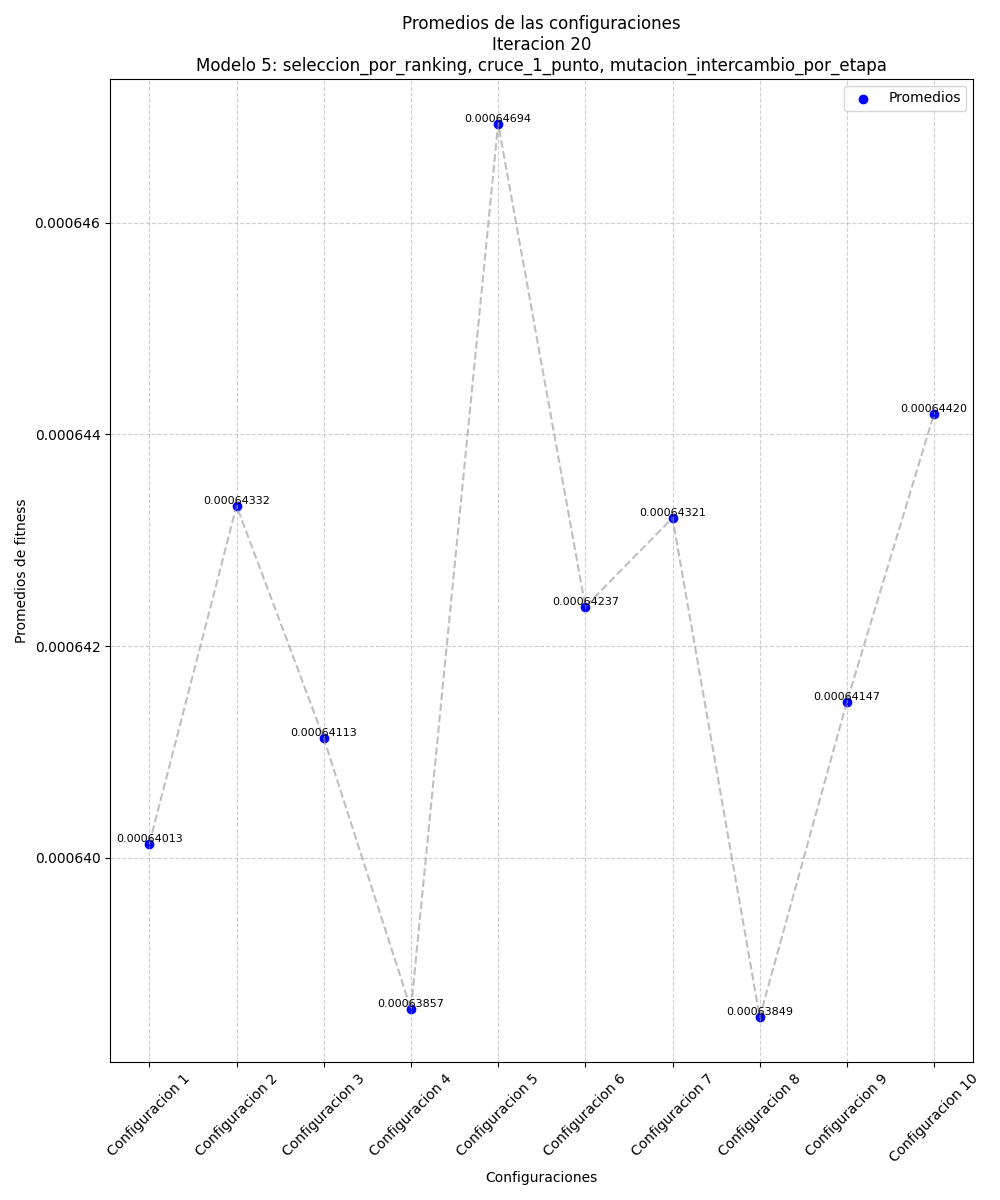 Promedios de las configuraciones
Iteracion 20
Modelo 5: seleccion_por_ranking, cruce_1_punto, mutacion_intercambio_por_etapa
Promedios
0.00064694
0.000646
0.00064420
0.000644
0.00064332
0.00064321
0.00064237
0.000642
0.00064147
0.00064113
0.00064013
0.000640
0.00063857
0.00063849
Promedios de fitness
Configuracion 1
Configuracion 2
Configuracion 3
Configuracion 4
Configuracion 5
Configuracion 6
Configuracion 7
Configuracion 8
Configuracion 9
Configuracion 10
Configuraciones